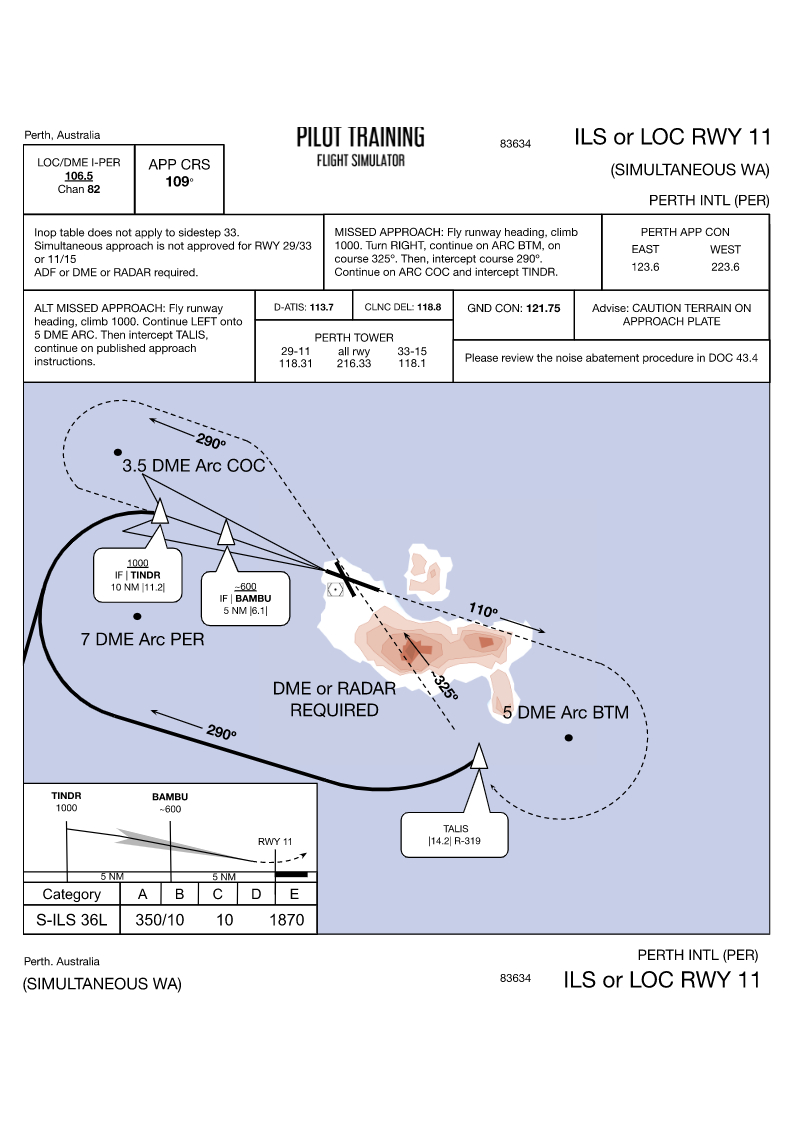 Perth, Australia
PILOT TRAINING
FLIGHT SIMULATOR
83634
ILS or LOC RWY 11
(SIMULTANEOUS WA)
PERTH INTL (PER)
LOC/DME I-PER
106.5
Chan 82
APP CRS
109°
Inop table does not apply to sidestep 33.
Simultaneous approach is not approved for RWY 29/33
or 11/15
ADF or DME or RADAR required.
MISSED APPROACH: Fly runway heading, climb
1000. Turn RIGHT, continue on ARC BTM, on
course 325º. Then, intercept course 290º.
Continue on ARC COC and intercept TINDR.
PERTH APP CON
EAST WEST
123.6 223.6
ALT MISSED APPROACH: Fly runway
heading, climb 1000. Continue LEFT onto
5 DME ARC. Then intercept TALIS,
continue on published approach
instructions.
D-ATIS: 113.7
CLNC DEL: 118.8
PERTH TOWER
29-11 all rwy 33-15
118.31 216.33 118.1
GND CON: 121.75
Advise: CAUTION TERRAIN ON
APPROACH PLATE
Please review the noise abatement procedure in DOC 43.4
290º
3.5 DME Arc COC
1000
IF | TINDR
10 NM |11.2|
~600
IF | BAMBU
5 NM |6.1|
7 DME Arc PER
110º
DME or RADAR
REQUIRED
325º
5 DME Arc BTM
290º
TALIS
|14.2| R-319
TINDR
1000
BAMBU
~600
RWY 11
5 NM
5 NM
Category A B C D E
S-ILS 36L 350/10 10 1870
Perth. Australia
(SIMULTANEOUS WA)
83634
PERTH INTL (PER)
ILS or LOC RWY 11